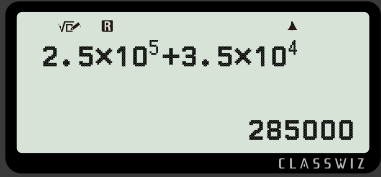 √□ R ▲
2.5×10⁵+3.5×10⁴
285000
CLASSWIZ